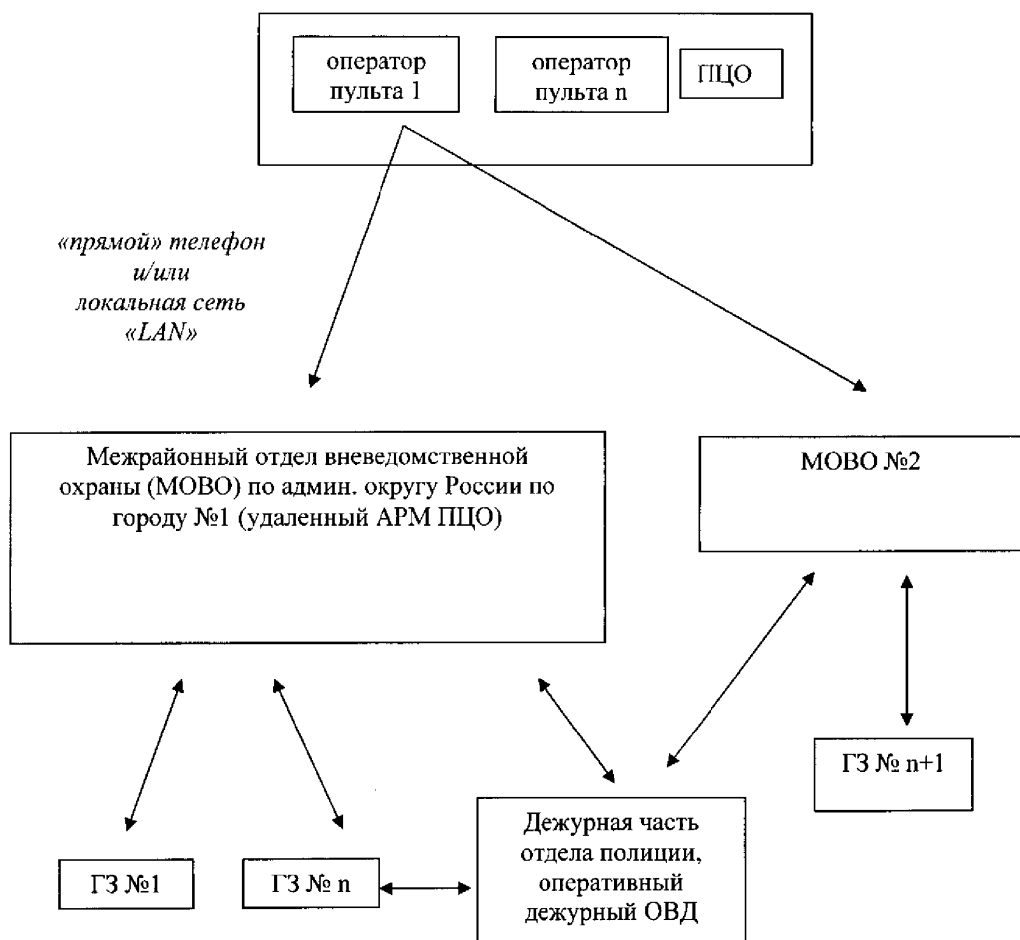 оператор
пульта 1
оператор
пульта n
ПЦО
«прямой» телефон
и/или
локальная сеть
«LAN»
Межрайонный отдел вневедомственной
охраны (МОВО) по админ. округу России по
городу №1 (удаленный АРМ ПЦО)
МОВО №2
ГЗ № n+1
Дежурная часть
отдела полиции,
оперативный
дежурный ОВД
ГЗ №1
ГЗ № n